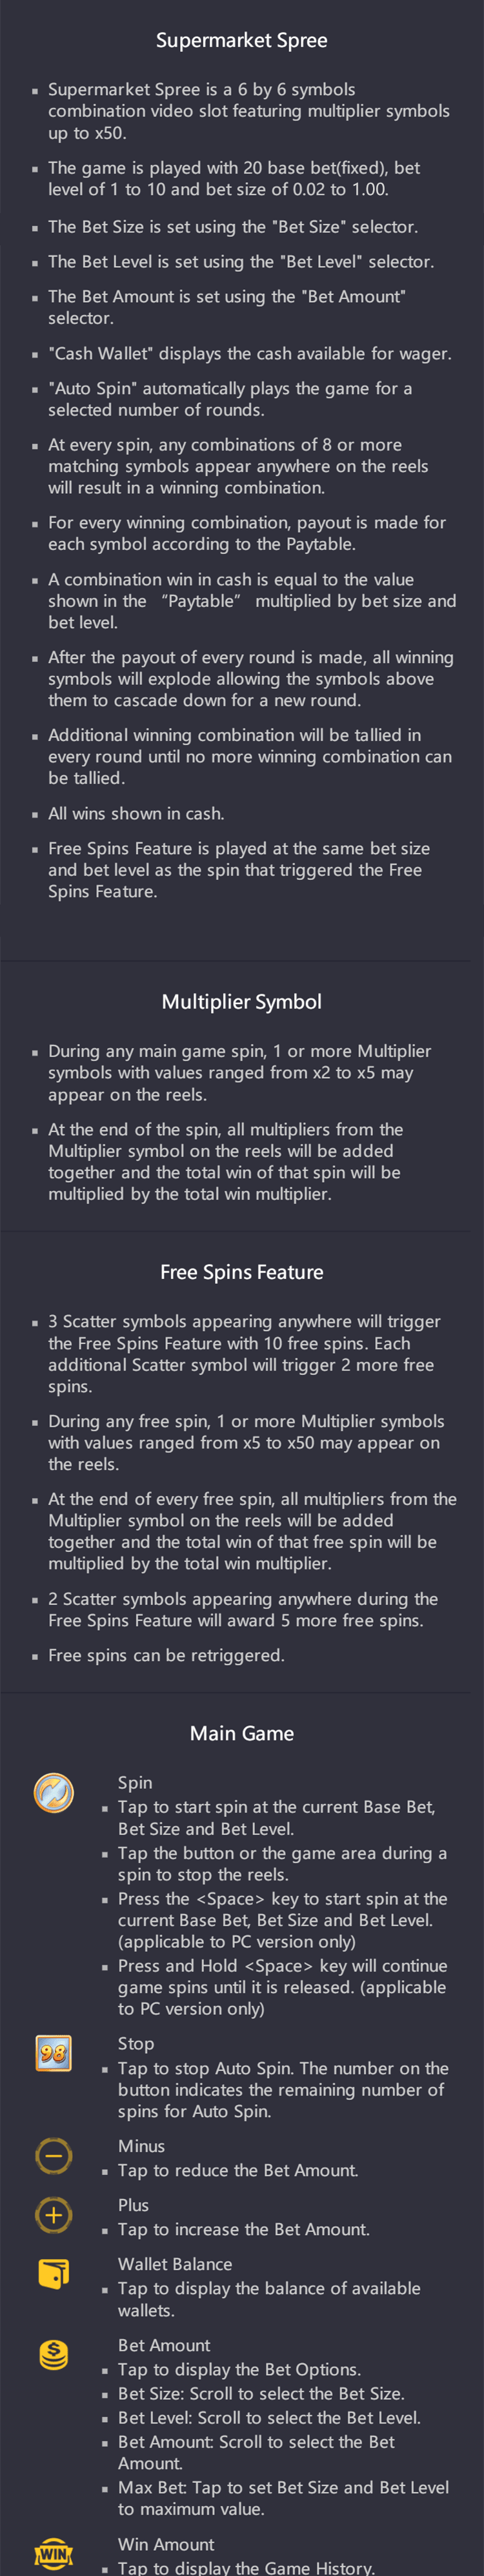 Supermarket Spree
▪ Supermarket Spree is a 6 by 6 symbols
combination video slot featuring multiplier symbols
up to x50.
▪ The game is played with 20 base bet(fixed), bet
level of 1 to 10 and bet size of 0.02 to 1.00.
▪ The Bet Size is set using the "Bet Size" selector.
▪ The Bet Level is set using the "Bet Level" selector.
▪ The Bet Amount is set using the "Bet Amount"
selector.
▪ "Cash Wallet" displays the cash available for wager.
▪ "Auto Spin" automatically plays the game for a
selected number of rounds.
▪ At every spin, any combinations of 8 or more
matching symbols appear anywhere on the reels
will result in a winning combination.
▪ For every winning combination, payout is made for
each symbol according to the Paytable.
▪ A combination win in cash is equal to the value
shown in the “Paytable” multiplied by bet size and
bet level.
▪ After the payout of every round is made, all winning
symbols will explode allowing the symbols above
them to cascade down for a new round.
▪ Additional winning combination will be tallied in
every round until no more winning combination can
be tallied.
▪ All wins shown in cash.
▪ Free Spins Feature is played at the same bet size
and bet level as the spin that triggered the Free
Spins Feature.
Multiplier Symbol
▪ During any main game spin, 1 or more Multiplier
symbols with values ranged from x2 to x5 may
appear on the reels.
▪ At the end of the spin, all multipliers from the
Multiplier symbol on the reels will be added
together and the total win of that spin will be
multiplied by the total win multiplier.
Free Spins Feature
▪ 3 Scatter symbols appearing anywhere will trigger
the Free Spins Feature with 10 free spins. Each
additional Scatter symbol will trigger 2 more free
spins.
▪ During any free spin, 1 or more Multiplier symbols
with values ranged from x5 to x50 may appear on
the reels.
▪ At the end of every free spin, all multipliers from the
Multiplier symbol on the reels will be added
together and the total win of that free spin will be
multiplied by the total win multiplier.
▪ 2 Scatter symbols appearing anywhere during the
Free Spins Feature will award 5 more free spins.
▪ Free spins can be retriggered.
Main Game
Spin
▪ Tap to start spin at the current Base Bet,
Bet Size and Bet Level.
▪ Tap the button or the game area during a
spin to stop the reels.
▪ Press the <Space> key to start spin at the
current Base Bet, Bet Size and Bet Level.
(applicable to PC version only)
▪ Press and Hold <Space> key will continue
game spins until it is released. (applicable
to PC version only)
98
Stop
▪ Tap to stop Auto Spin. The number on the
button indicates the remaining number of
spins for Auto Spin.
Minus
▪ Tap to reduce the Bet Amount.
Plus
▪ Tap to increase the Bet Amount.
Wallet Balance
▪ Tap to display the balance of available
wallets.
$
Bet Amount
▪ Tap to display the Bet Options.
▪ Bet Size: Scroll to select the Bet Size.
▪ Bet Level: Scroll to select the Bet Level.
▪ Bet Amount: Scroll to select the Bet
Amount.
▪ Max Bet: Tap to set Bet Size and Bet Level
to maximum value.
WIN
Win Amount
▪ Tap to display the Game History.